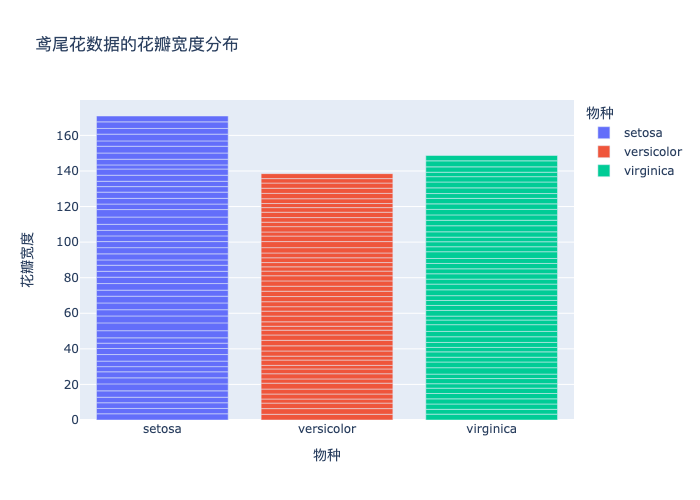 鸢尾花数据的花瓣宽度分布
物种
setosa
versicolor
virginica
花瓣宽度
160
140
120
100
80
60
40
20
0
setosa
versicolor
virginica
物种